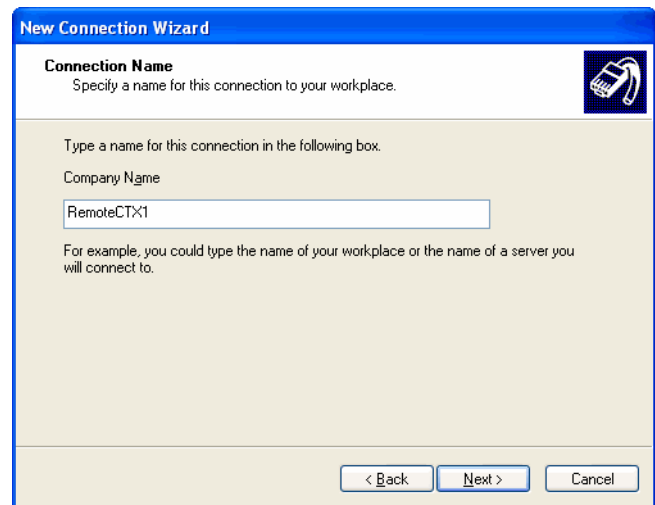 New Connection Wizard
Connection Name
Specify a name for this connection to your workplace.
Type a name for this connection in the following box.
Company Name
RemoteCTX1
For example, you could type the name of your workplace or the name of a server you
will connect to.
< Back Next > Cancel